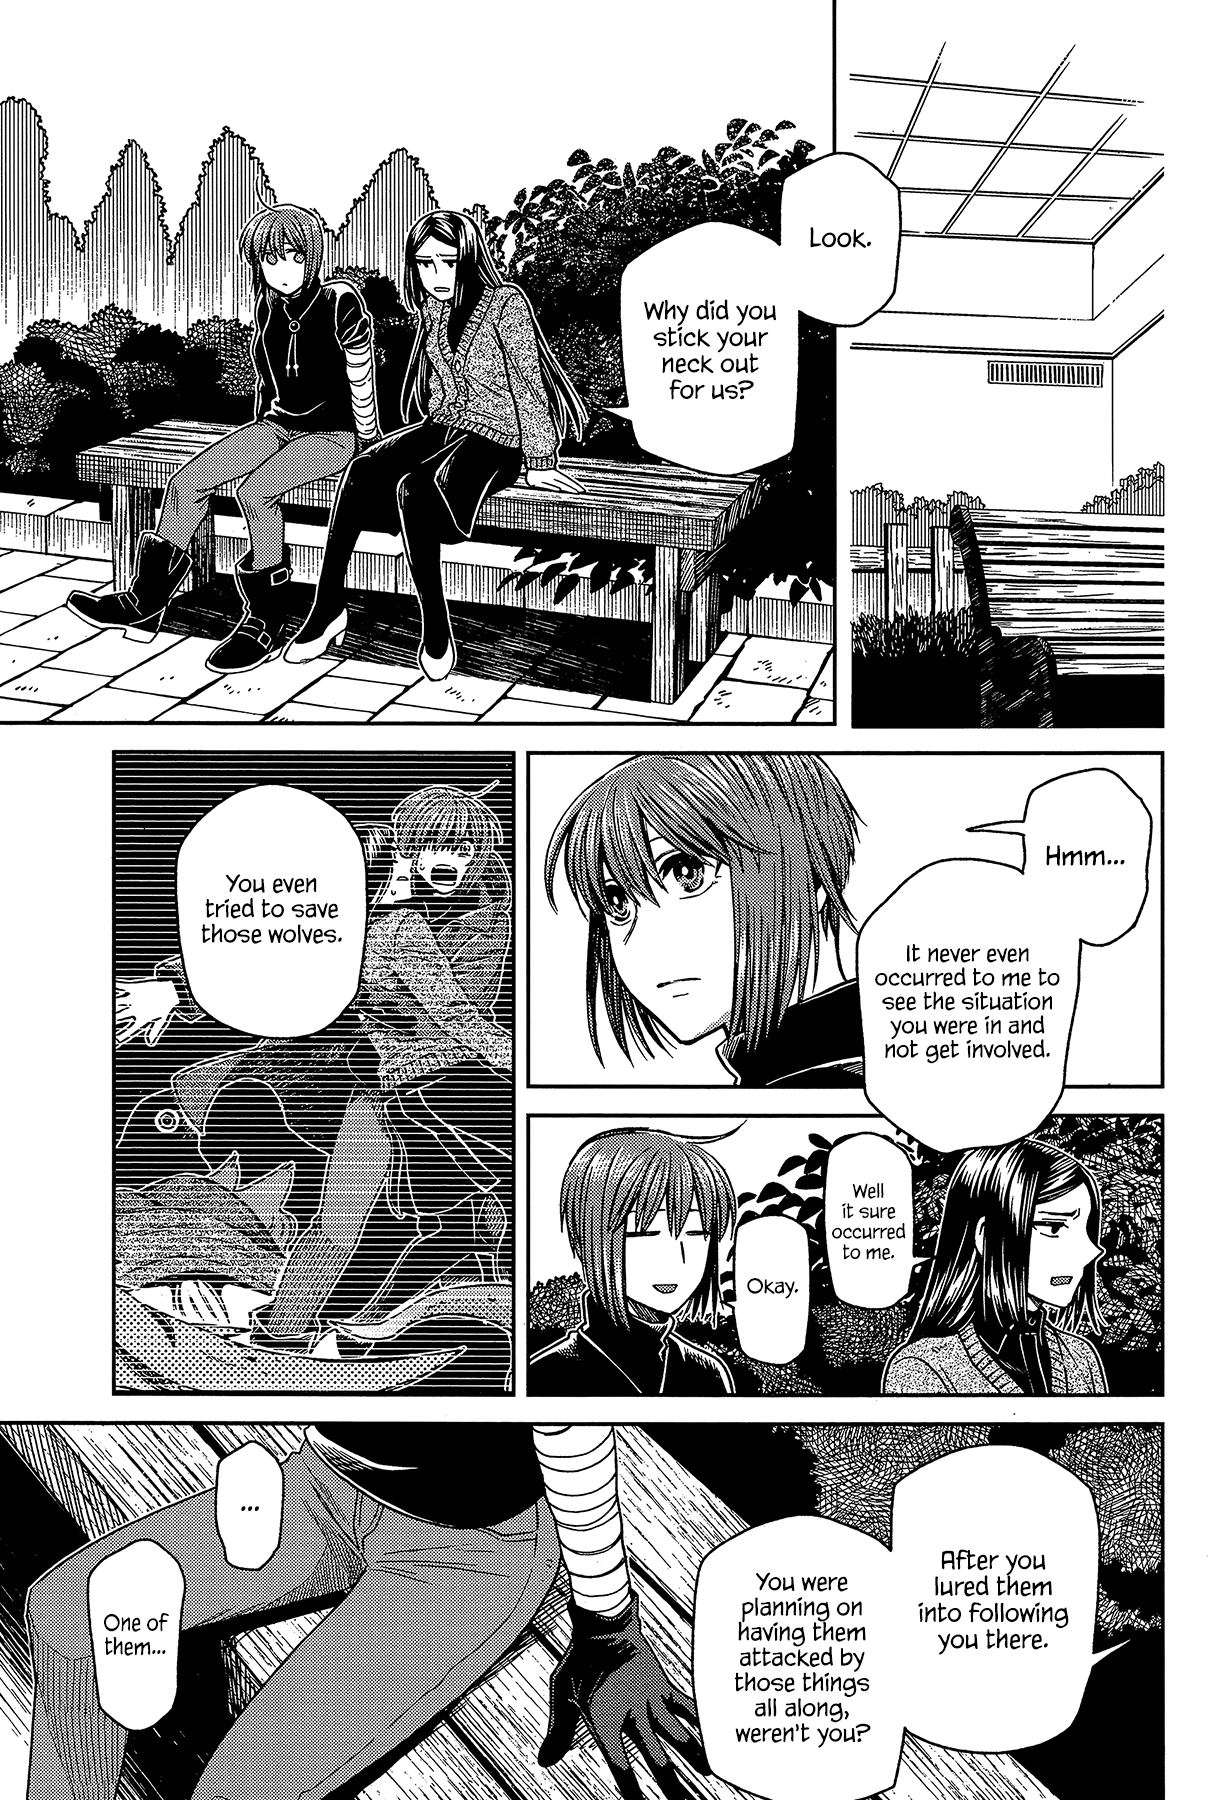 Look.
Why did you
stick your
neck out
for us?
Hmm...
It never even
occurred to me to
see the situation
you were in and
not get involved.
Well
it sure
occurred
to me.
Okay.
You even
tried to save
those wolves.
After you
lured them
into following
you there.
You were
planning on
having them
attacked by
those things
all along,
weren't you?
...
One of
them...